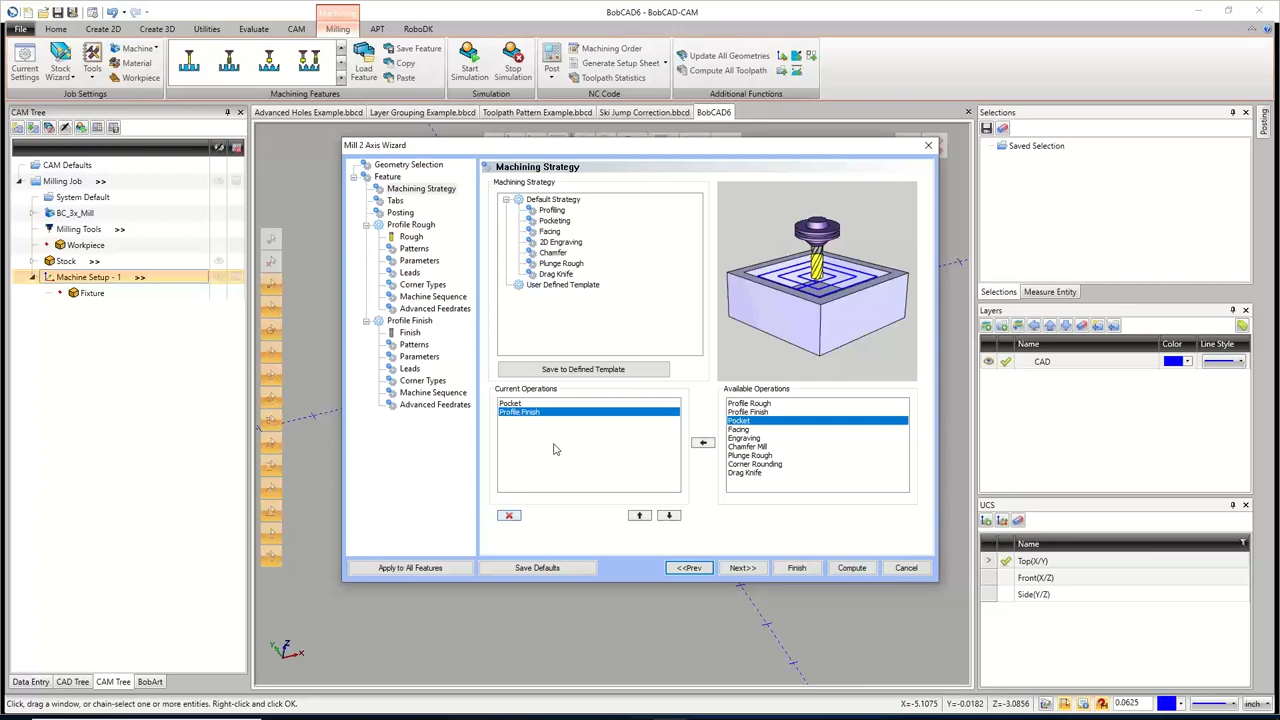 BobCAD6 - BobCAD-CAM
Machining
File
Home
Create 2D
Create 3D
Utilities
Evaluate
CAM
Milling
APT
RoboDK
Current Settings
Stock Wizard
Tools
Machine
Material
Workpiece
Load Feature
Save Feature
Copy
Paste
Start Simulation
Stop Simulation
Post
Machining Order
Generate Setup Sheet
Toolpath Statistics
Update All Geometries
Compute All Toolpath
Job Settings
Machining Features
Simulation
NC Code
Additional Functions
CAM Tree
Advanced Holes Example.bbcd
Layer Grouping Example.bbcd
Toolpath Pattern Example.bbcd
Ski Jump Correction.bbcd
BobCAD6
CAM Defaults
Milling Job >>
System Default
BC_3x_Mill
Milling Tools >>
Workpiece
Stock >>
Machine Setup - 1 >>
Fixture
Mill 2 Axis Wizard
Geometry Selection
Feature
Machining Strategy
Tabs
Posting
Profile Rough
Rough
Patterns
Parameters
Leads
Corner Types
Machine Sequence
Advanced Feedrates
Profile Finish
Finish
Patterns
Parameters
Leads
Corner Types
Machine Sequence
Advanced Feedrates
Machining Strategy
Machining Strategy
Default Strategy
Profiling
Pocketing
Facing
2D Engraving
Chamfer
Plunge Rough
Drag Knife
User Defined Template
Save to Defined Template
Current Operations
Pocket
Profile Finish
Available Operations
Profile Rough
Profile Finish
Pocket
Facing
Engraving
Chamfer Mill
Plunge Rough
Corner Rounding
Drag Knife
Apply to All Features
Save Defaults
<<Prev
Next>>
Finish
Compute
Cancel
Selections
Saved Selection
Selections
Measure Entity
Posting
Layers
Name
Color
Line Style
CAD
UCS
Name
Top(X/Y)
Front(X/Z)
Side(Y/Z)
Y
Z
X
Data Entry
CAD Tree
CAM Tree
BobArt
Click, drag a window, or chain-select one or more entities. Right-click and click OK.
X=-5.1075
Y=-0.0182
Z=-3.0856
0.0625
inch